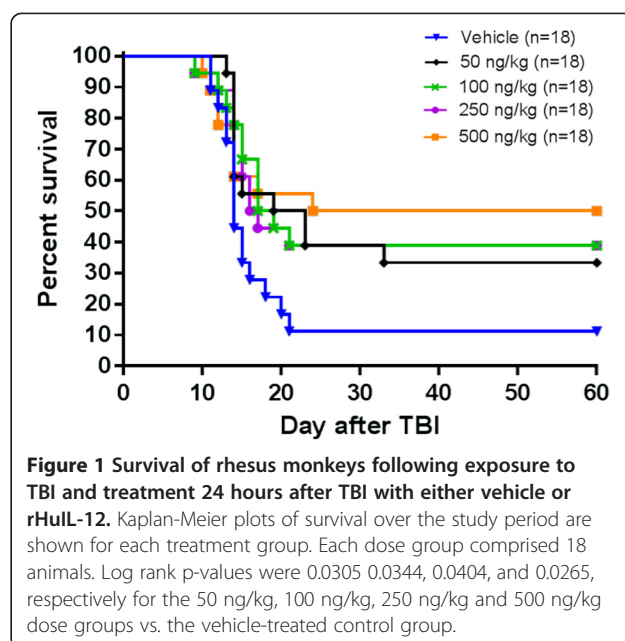 Vehicle (n=18)
50 ng/kg (n=18)
100 ng/kg (n=18)
250 ng/kg (n=18)
500 ng/kg (n=18)
100
90
80
70
60
50
40
30
20
10
0
Percent survival
0 10 20 30 40 50 60
Day after TBI
Figure 1 Survival of rhesus monkeys following exposure to
TBI and treatment 24 hours after TBI with either vehicle or
rHuIL-12. Kaplan-Meier plots of survival over the study period are
shown for each treatment group. Each dose group comprised 18
animals. Log rank p-values were 0.0305 0.0344, 0.0404, and 0.0265,
respectively for the 50 ng/kg, 100 ng/kg, 250 ng/kg and 500 ng/kg
dose groups vs. the vehicle-treated control group.